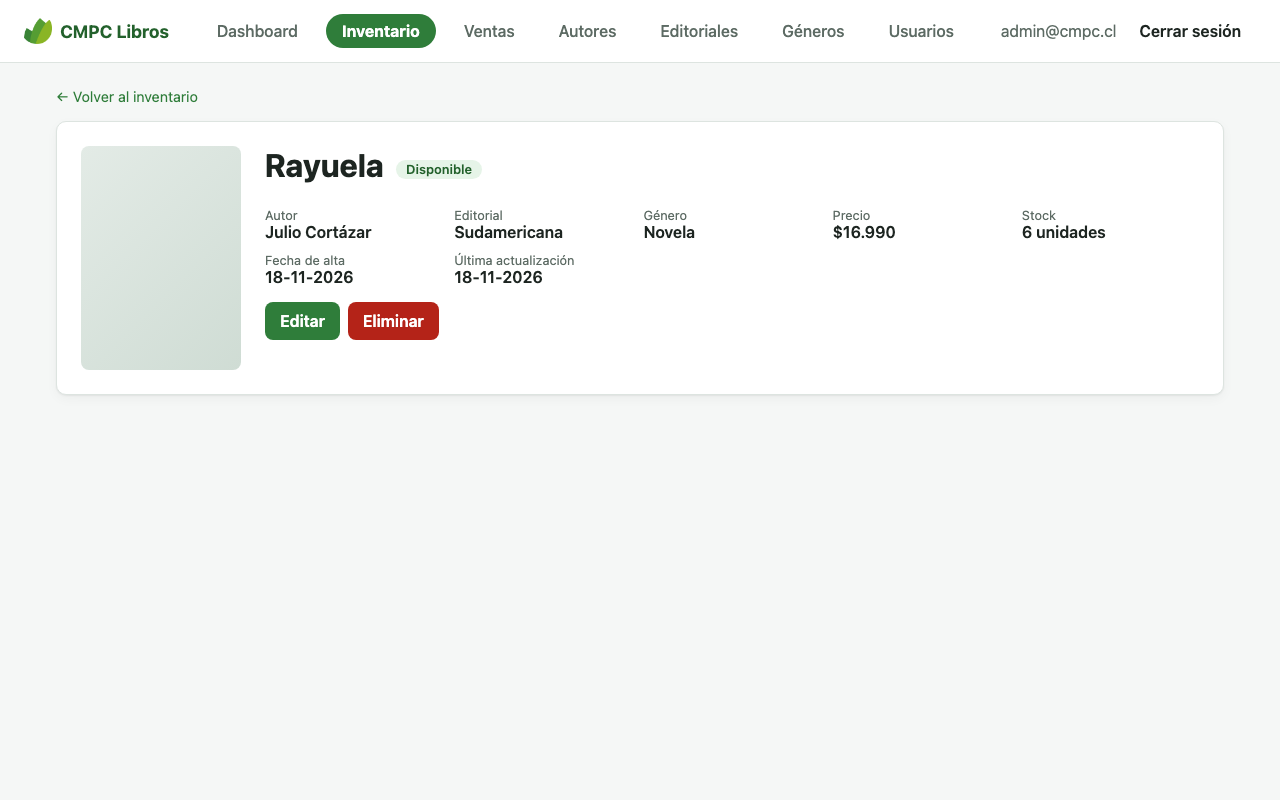 CMPC Libros Dashboard Inventario Ventas Autores Editoriales Géneros Usuarios admin@cmpc.cl Cerrar sesión
← Volver al inventario
Rayuela Disponible
Autor Editorial Género Precio Stock
Julio Cortázar Sudamericana Novela $16.990 6 unidades
Fecha de alta Última actualización
18-11-2026 18-11-2026
Editar Eliminar